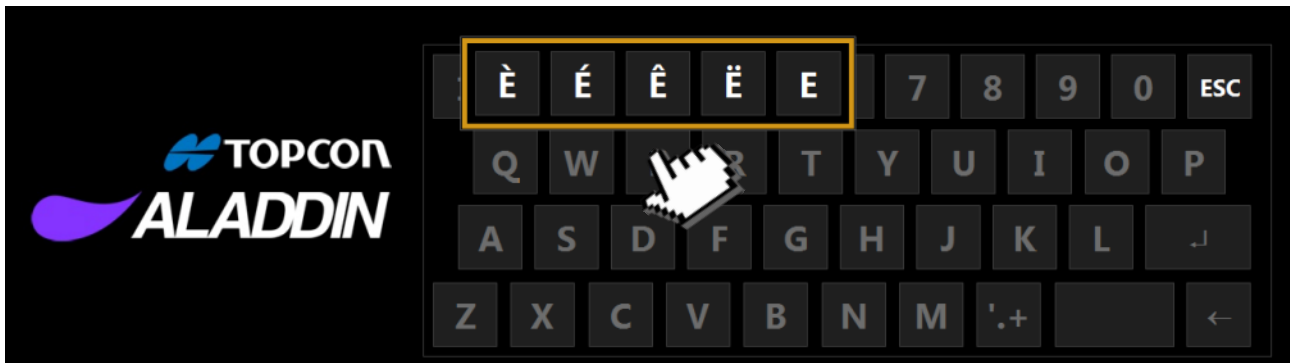 È É Ê Ë E 7 8 9 0 ESC
TOPCON
ALADDIN
Q W R T Y U I O P
A S D F G H J K L ↵
Z X C V B N M '.+ ←